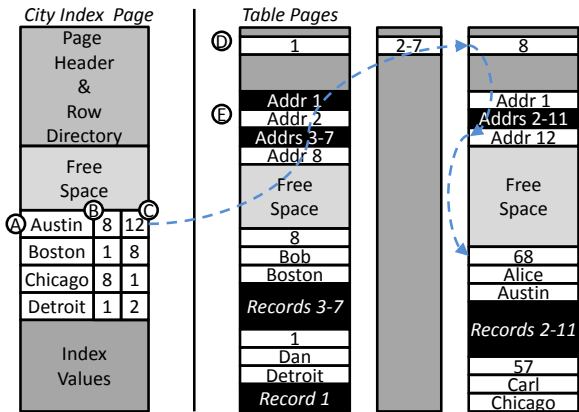 City Index Page
Page
Header
&
Row
Directory
Free
Space
B C
A Austin 8 12
Boston 1 8
Chicago 8 1
Detroit 1 2
Index
Values
Table Pages
D 1
Addr 1
E Addr 2
Addrs 3-7
Addr 8
Free
Space
8
Bob
Boston
Records 3-7
1
Dan
Detroit
Record 1
2-7
8
Addr 1
Addrs 2-11
Addr 12
Free
Space
68
Alice
Austin
Records 2-11
57
Carl
Chicago